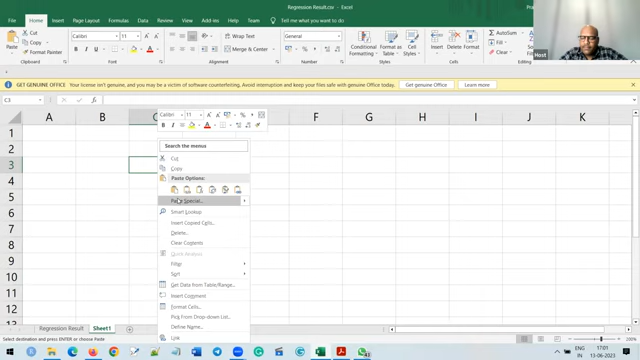 Regression Result.csv - Excel
File Home Insert Page Layout Formulas Data Review View Add-ins Help Team Tell me what you want to do
Cut
Copy
Format Painter
Paste
Clipboard
Calibri 11
Font
Wrap Text
Merge & Center
Alignment
General
Number
Conditional Formatting
Format as Table
Cell Styles
Styles
Insert
Delete
Format
Cells
AutoSum
Fill
Clear
Host
GET GENUINE OFFICE Your license isn't genuine, and you may be a victim of software counterfeiting. Avoid interruption and keep your files safe with genuine Office today. Get genuine Office Learn more
C3
Calibri 11
A B C F G H I J K
1
2
3
4
5
6
7
8
9
10
11
12
Search the menus
Cut
Copy
Paste Options:
Paste Special...
Smart Lookup
Insert Copied Cells...
Delete...
Clear Contents
Quick Analysis
Filter
Sort
Get Data from Table/Range...
Insert Comment
Format Cells...
Pick From Drop-down List...
Define Name...
Link
Regression Result Sheet1
Select destination and press ENTER or choose Paste
100%
ENG
IN
17:01
13-06-2023